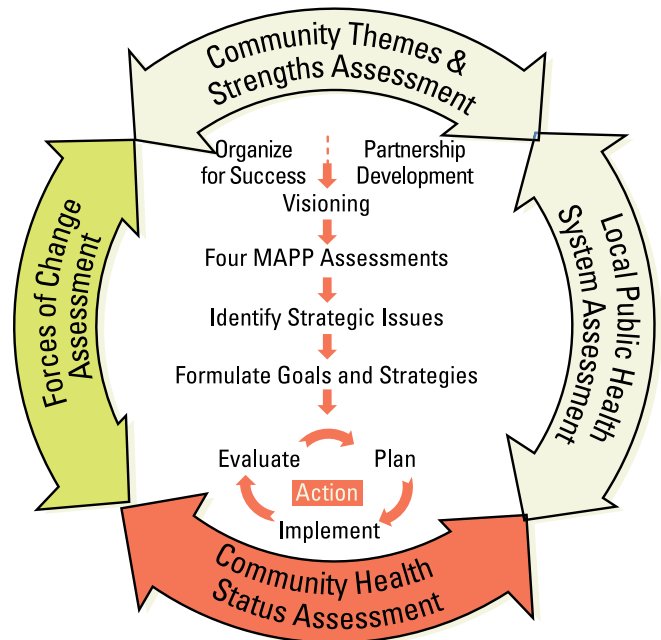 Community Themes &
Strengths Assessment
Organize
for Success
Partnership
Development
Visioning
Four MAPP Assessments
Identify Strategic Issues
Formulate Goals and Strategies
Evaluate
Plan
Action
Implement
Forces of Change
Assessment
Local Public Health
System Assessment
Community Health
Status Assessment